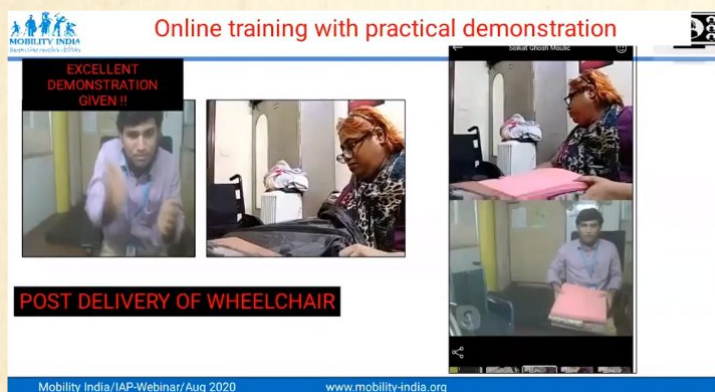 MOBILITY INDIA
Online training with practical demonstration
EXCELLENT
DEMONSTRATION
GIVEN !!
Saikat Ghosh Moulic
POST DELIVERY OF WHEELCHAIR
Mobility India/IAP-Webinar/Aug 2020
www.mobility-india.org